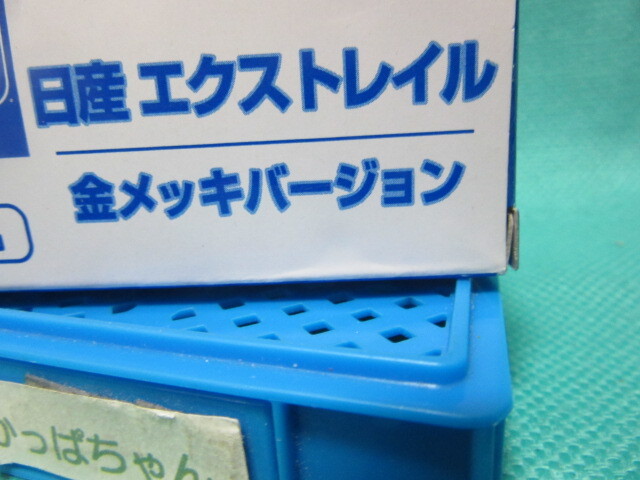 日産 エクストレイル
金メッキバージョン
かっぱちゃん